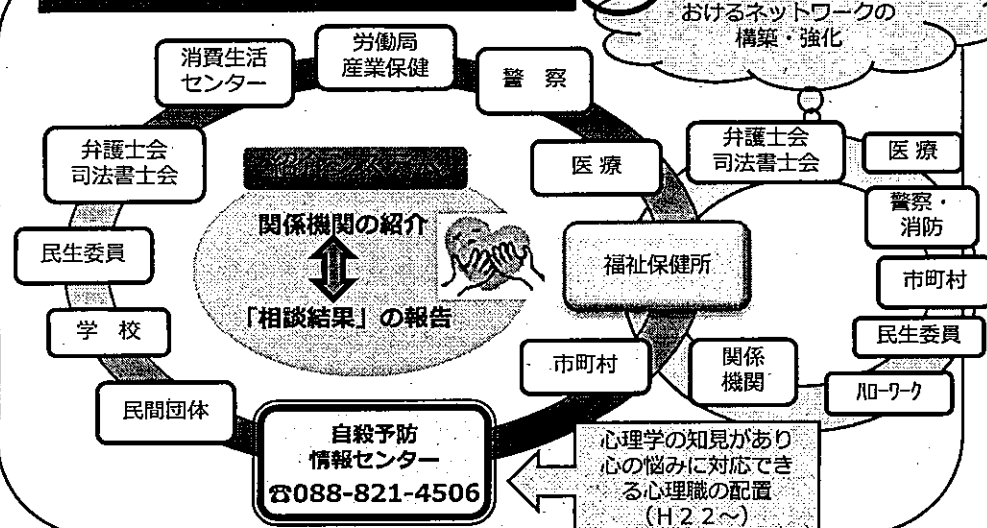 おけるネットワークの
構築・強化
消費生活
センター
労働局
産業保健
警 察
弁護士会
司法書士会
医 療
弁護士会
司法書士会
医 療
警察・
消防
民生委員
関係機関の紹介
「相談結果」の報告
福祉保健所
市町村
学 校
市町村
関係
機関
民生委員
ハローワーク
民間団体
自殺予防
情報センター
☎088-821-4506
心理学の知見があり
心の悩みに対応でき
る心理職の配置
(H22~)